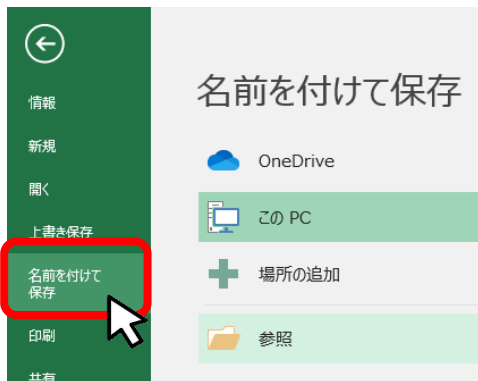 情報
新規
開く
上書き保存
名前を付けて
保存
印刷
共有
名前を付けて保存
OneDrive
この PC
場所の追加
参照